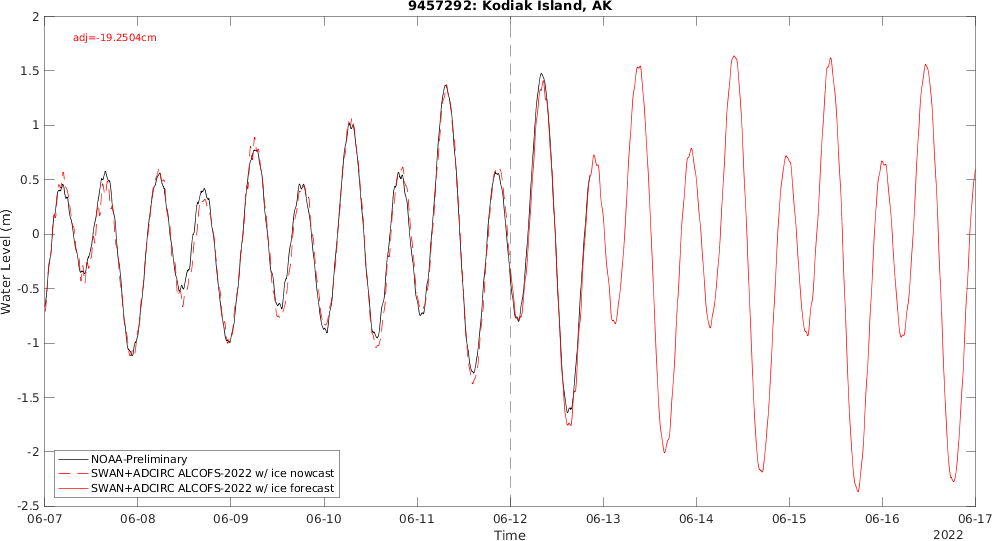 9457292: Kodiak Island, AK
adj=-19.2504cm
2
1.5
1
0.5
0
-0.5
-1
-1.5
-2
-2.5
Water Level (m)
NOAA-Preliminary
SWAN+ADCIRC ALCOFS-2022 w/ ice nowcast
SWAN+ADCIRC ALCOFS-2022 w/ ice forecast
06-07 06-08 06-09 06-10 06-11 06-12 06-13 06-14 06-15 06-16 06-17
Time
2022